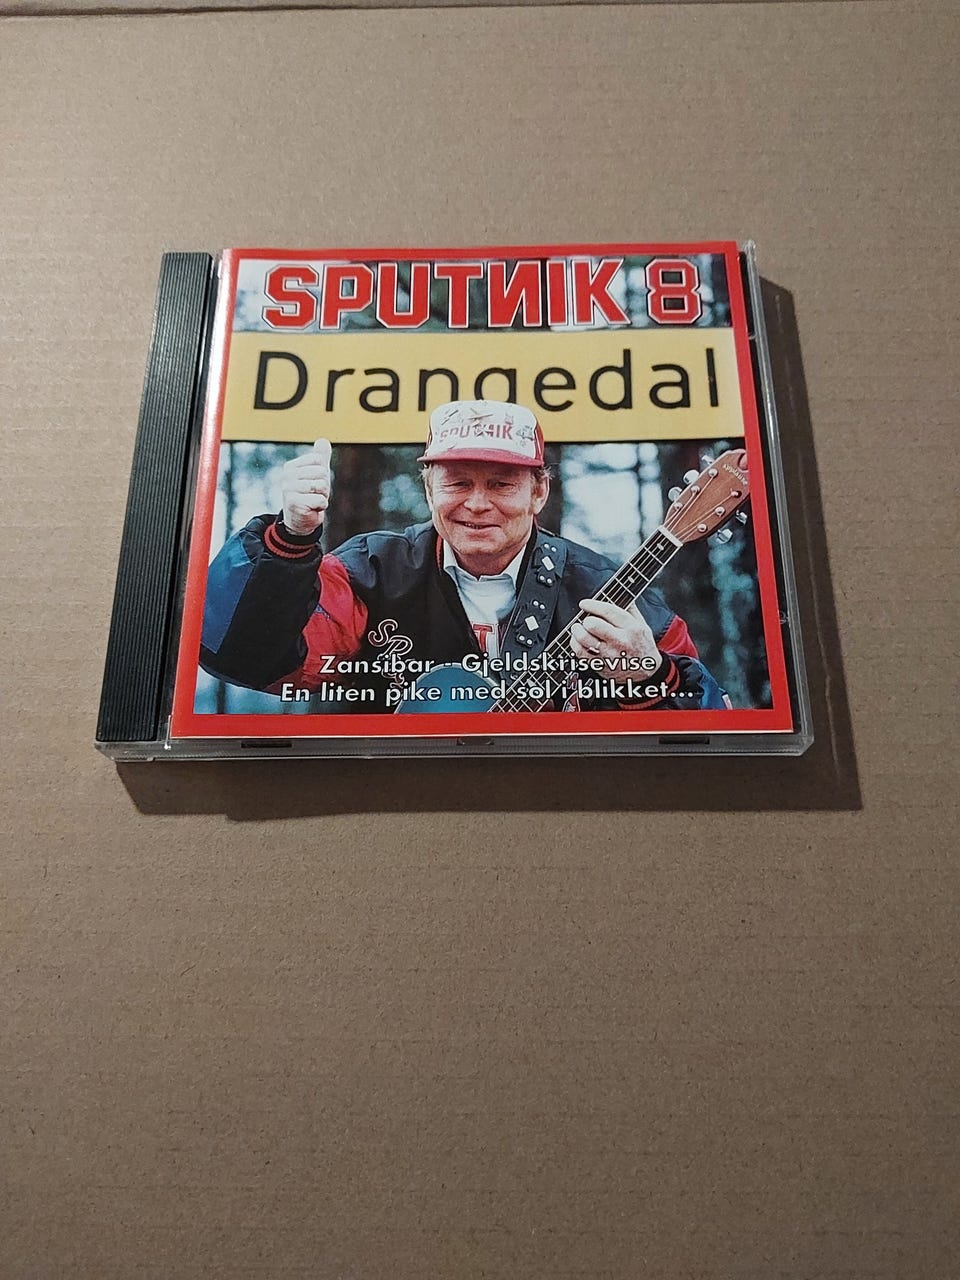 SPUTNIK 8
Drangedal
SPUTNIK
Zansibar - Gjeldskrisevise
En liten pike med sol i blikket...